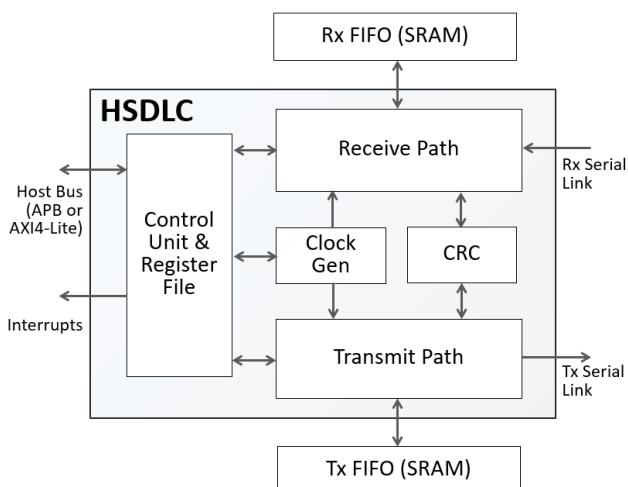 Rx FIFO (SRAM)
HSDLC
Receive Path
Rx Serial
Link
Host Bus
(APB or
AXI4-Lite)
Control
Unit &
Register
File
Clock
Gen
CRC
Interrupts
Transmit Path
Tx Serial
Link
Tx FIFO (SRAM)